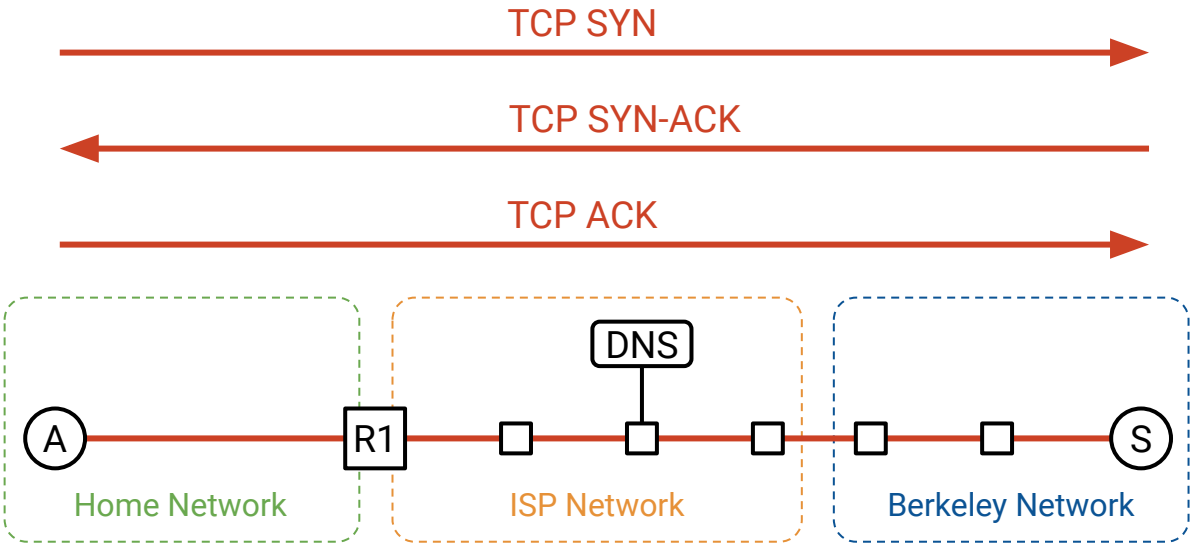 TCP SYN
TCP SYN-ACK
TCP ACK
DNS
A
R1
S
Home Network
ISP Network
Berkeley Network